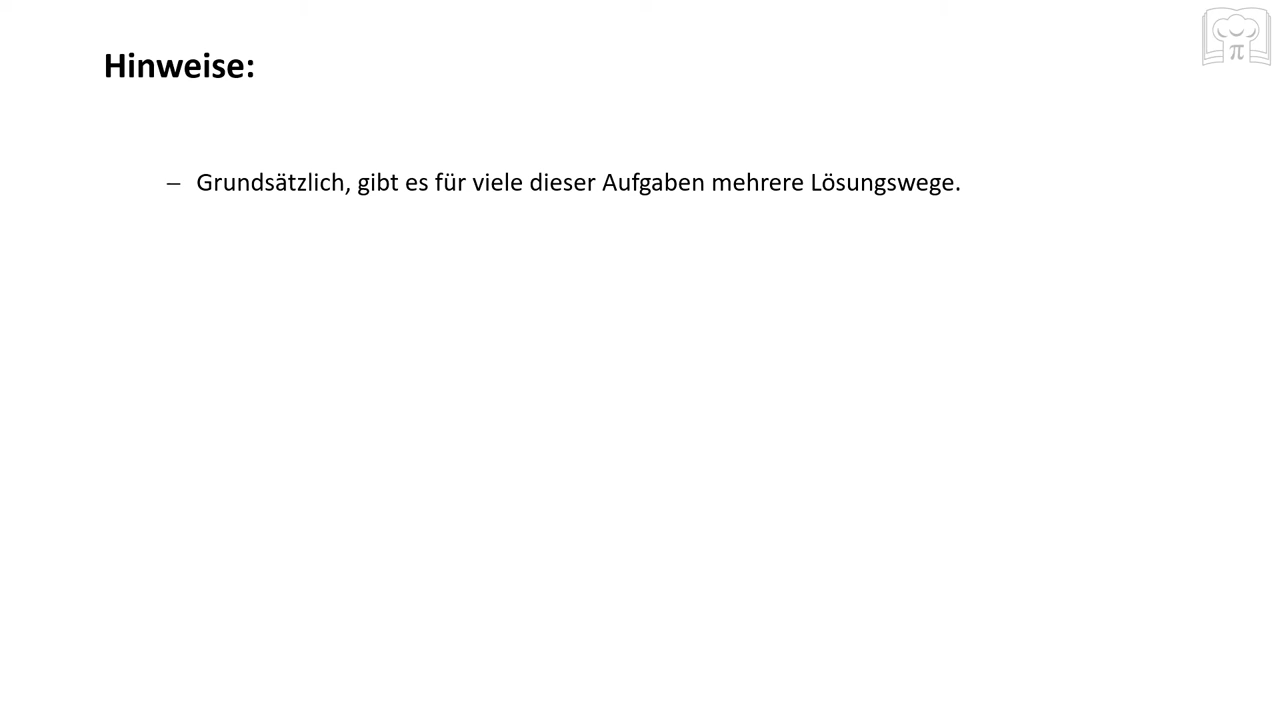 Hinweise:
– Grundsätzlich, gibt es für viele dieser Aufgaben mehrere Lösungswege.
π